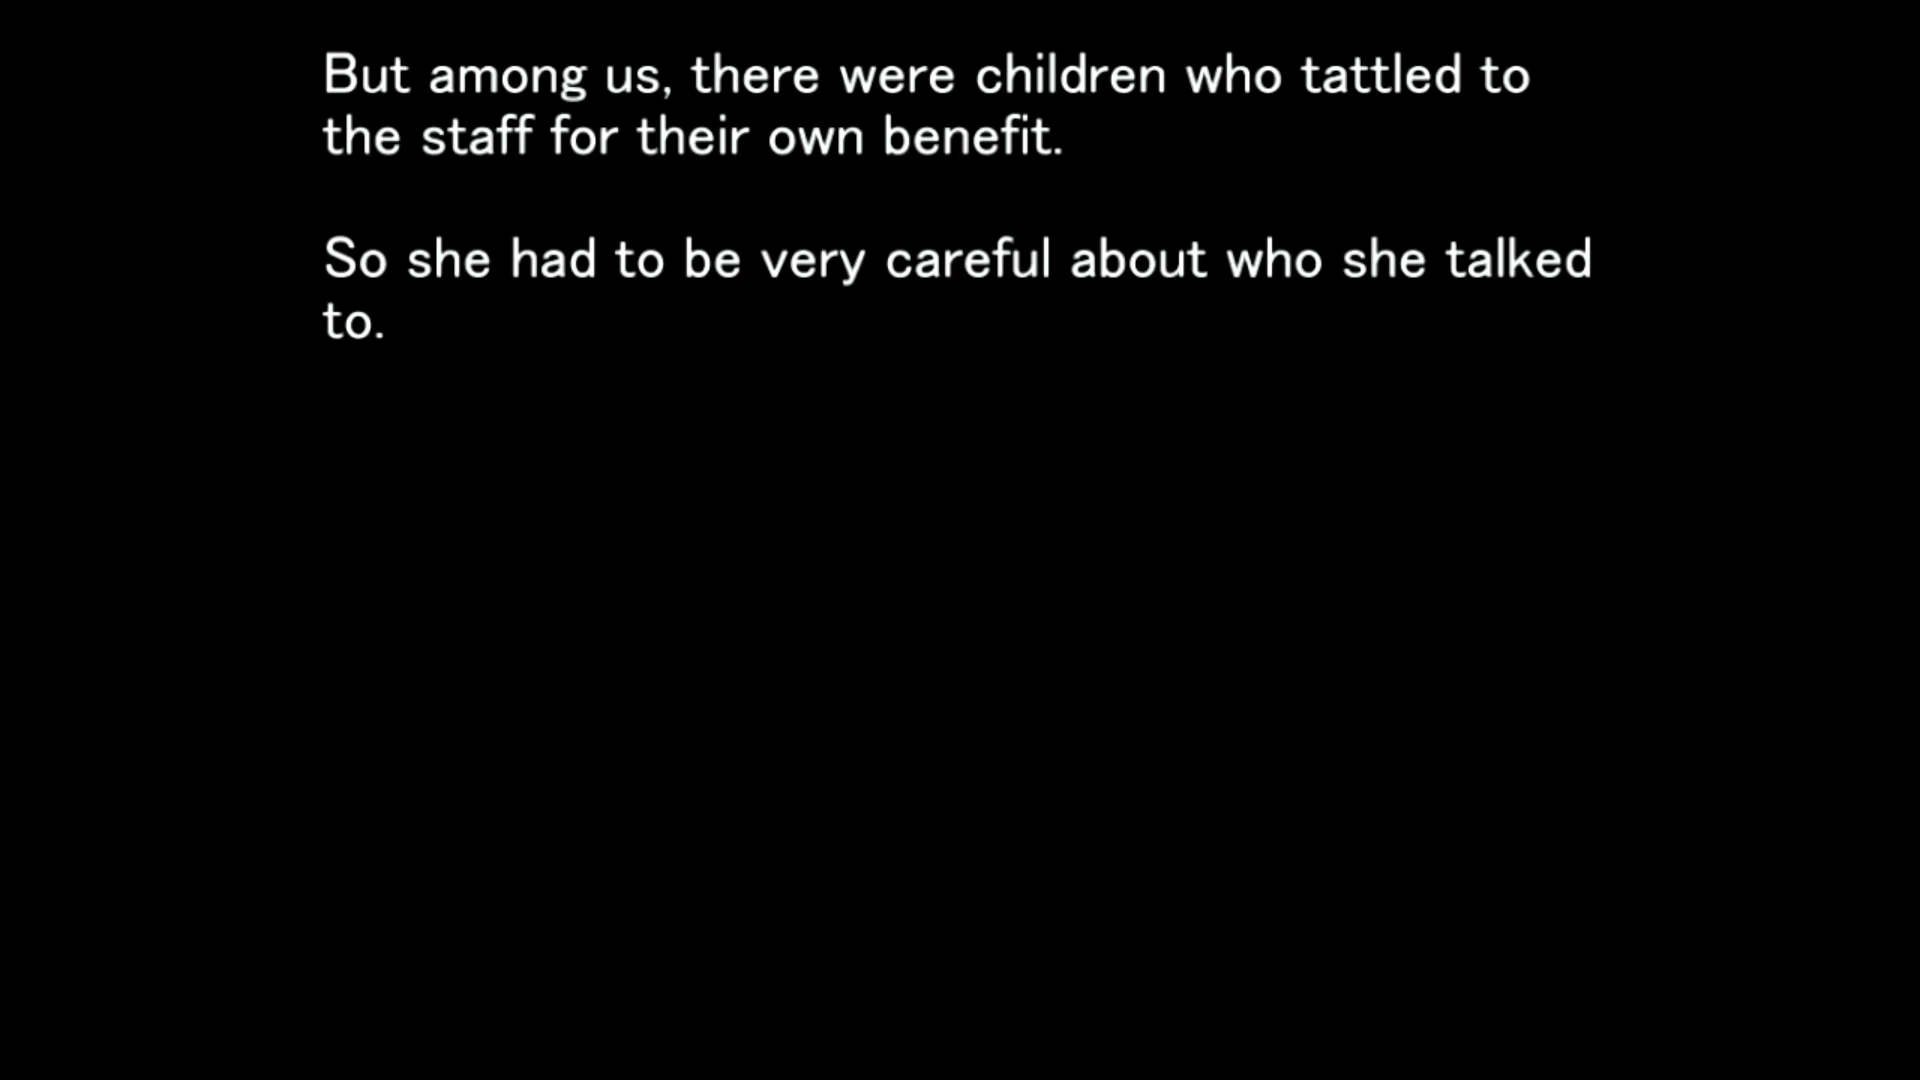 But among us, there were children who tattled to
the staff for their own benefit.
So she had to be very careful about who she talked
to.